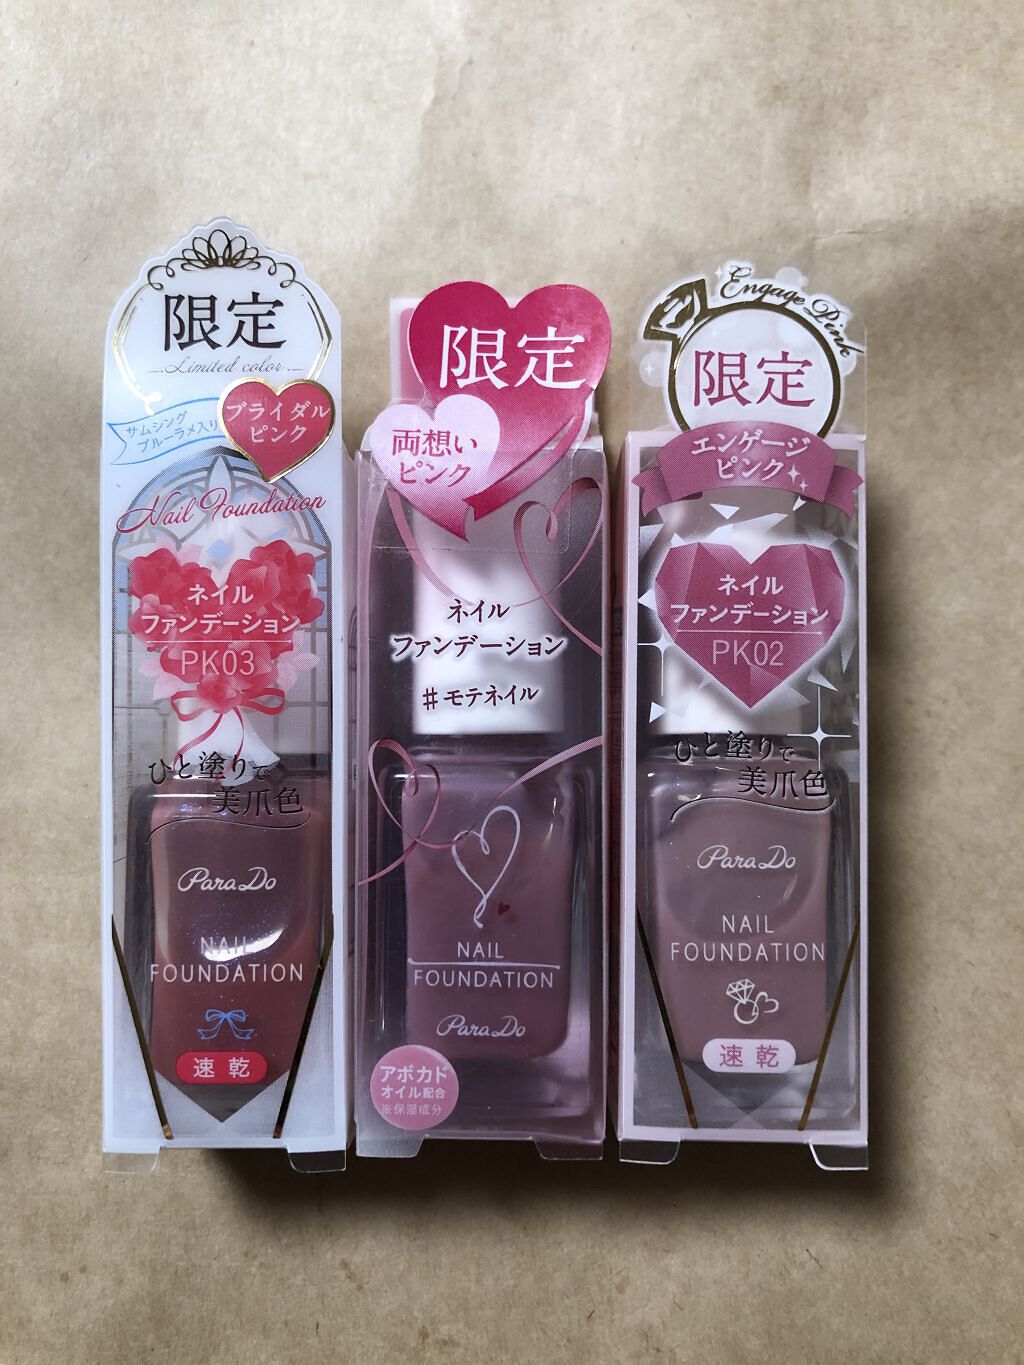 限定
Limited color
サムシング
ブルーラメ入り
ブライダル
ピンク
Nail Foundation
ネイル
ファンデーション
PK03
ひと塗りで
美爪色
Para Do
NAIL
FOUNDATION
速乾
限定
両想い
ピンク
ネイル
ファンデーション
#モテネイル
NAIL
FOUNDATION
Para Do
アボカド
オイル配合
※保湿成分
Engage Pink
限定
エンゲージ
ピンク
ネイル
ファンデーション
PK02
ひと塗りで
美爪色
Para Do
NAIL
FOUNDATION
速乾